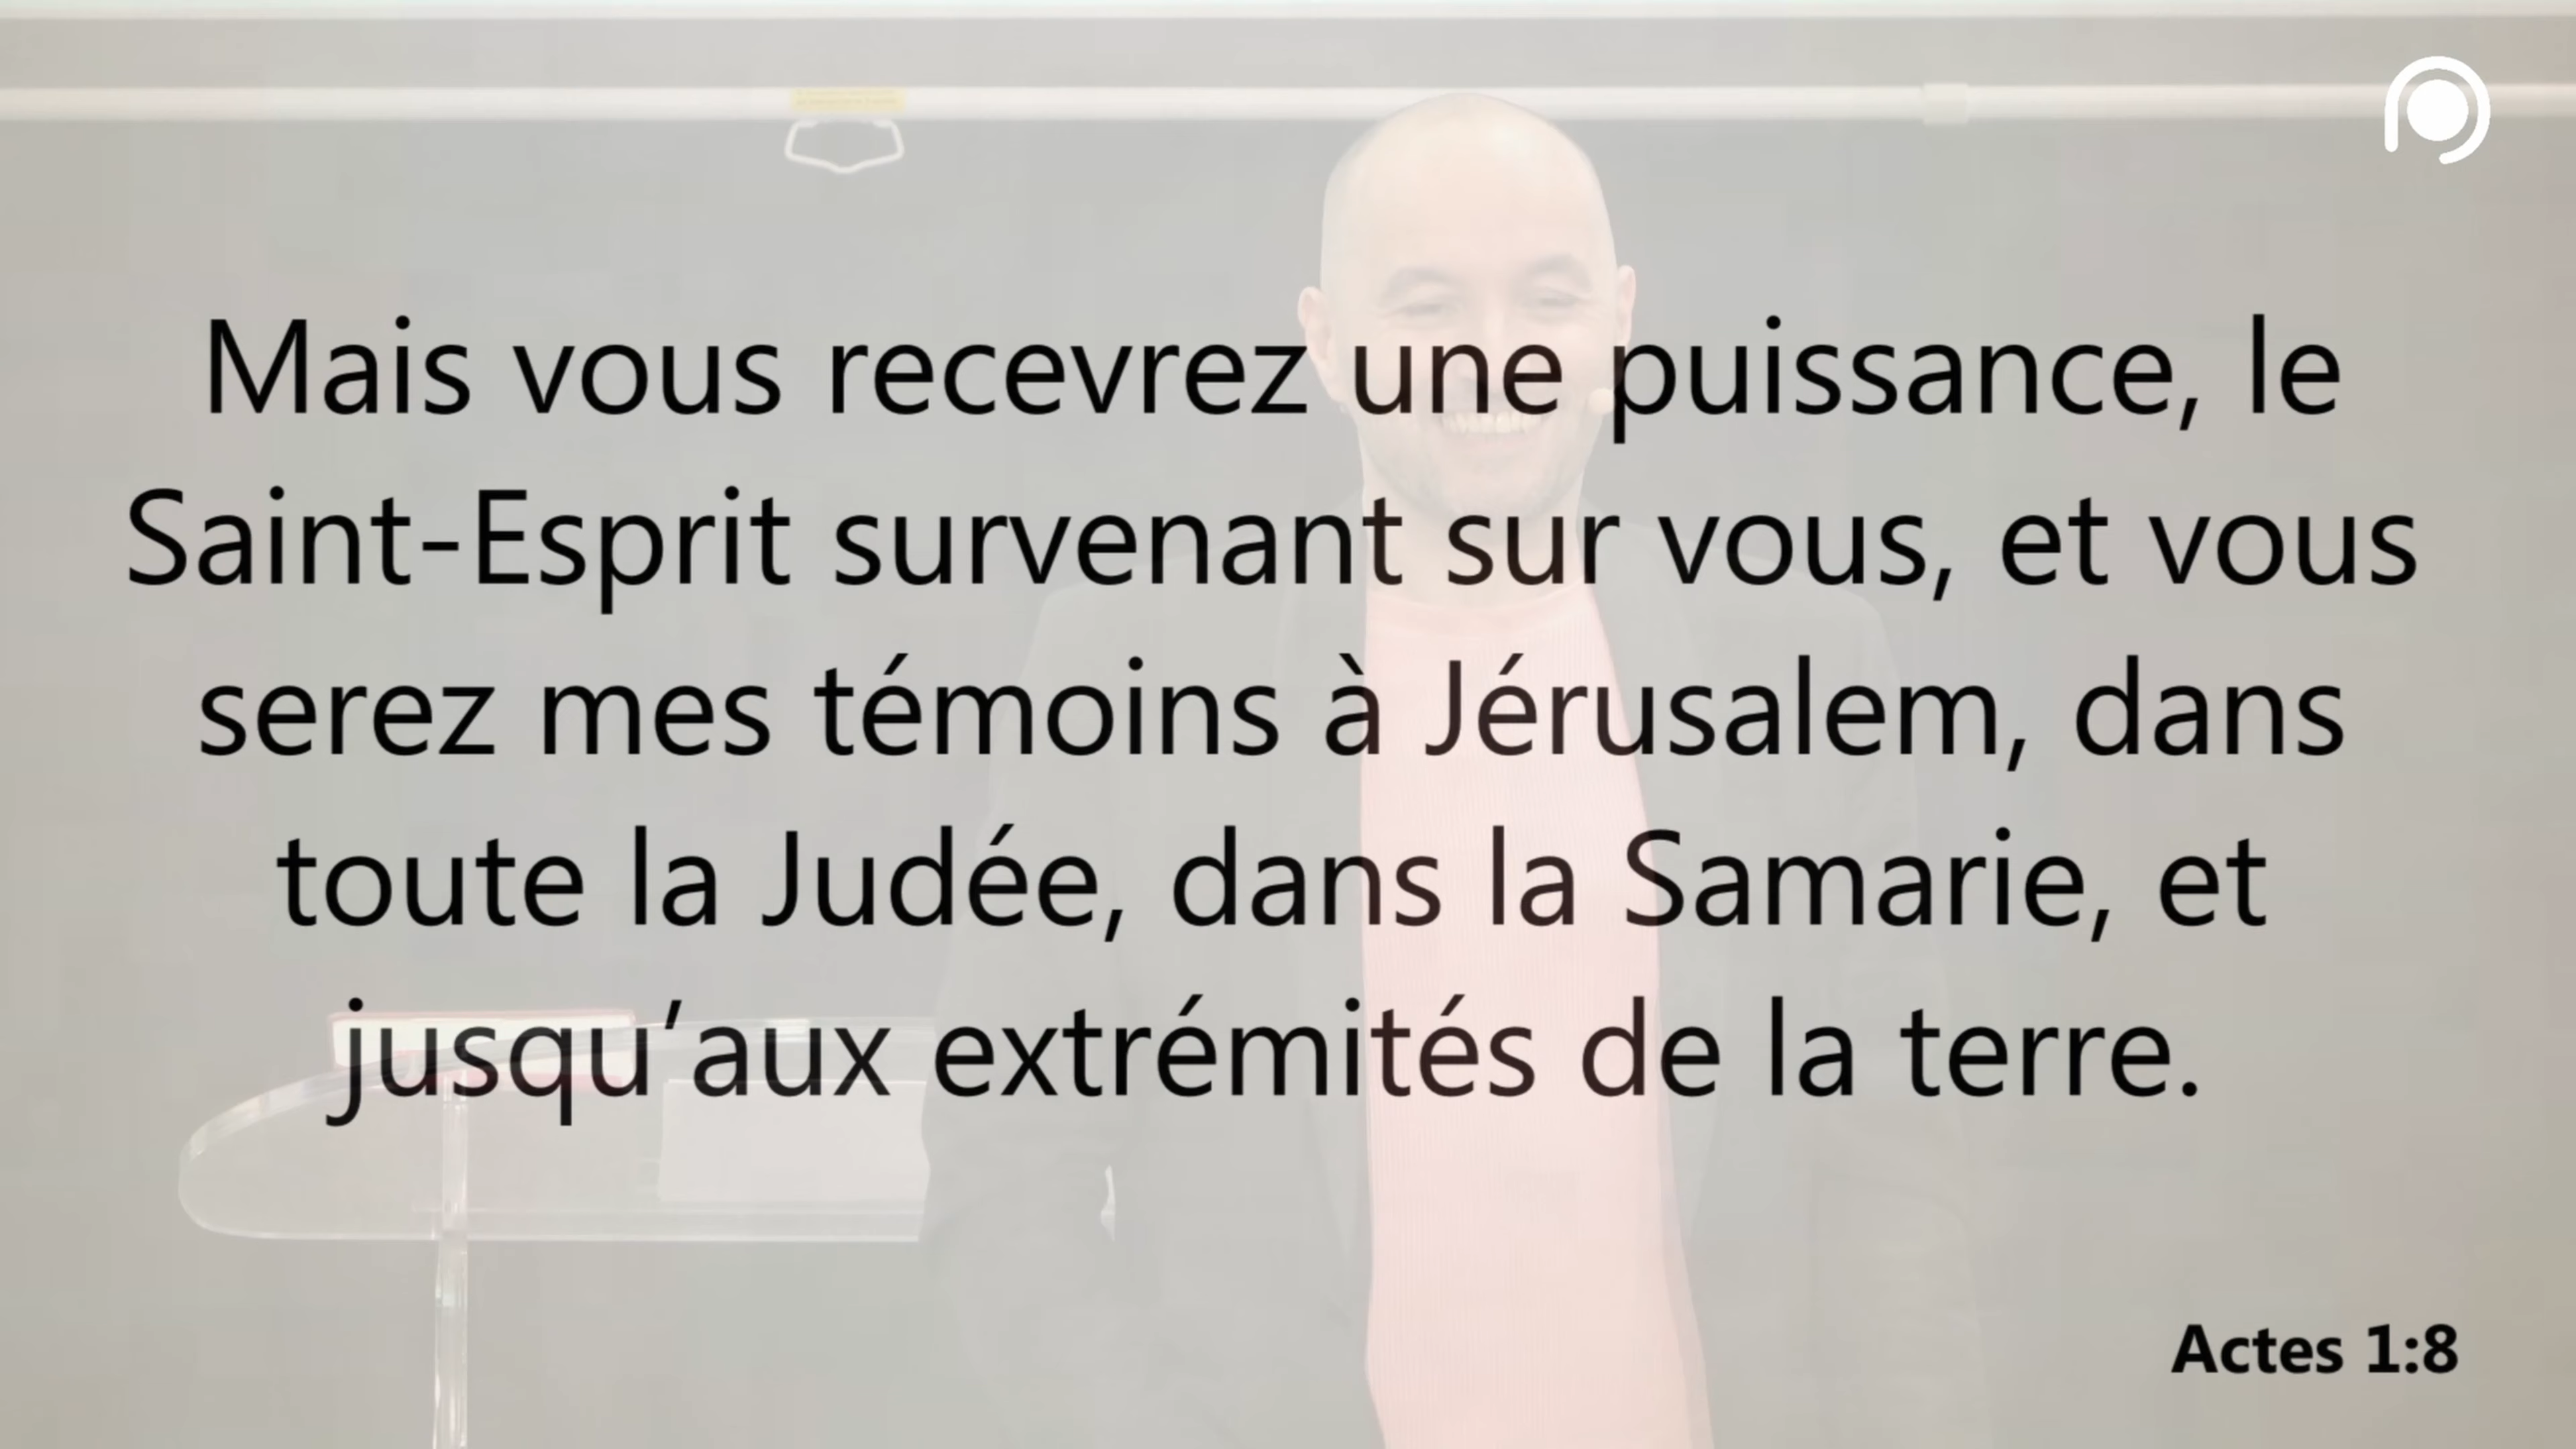 Mais vous recevrez une puissance, le
Saint-Esprit survenant sur vous, et vous
serez mes témoins à Jérusalem, dans
toute la Judée, dans la Samarie, et
jusqu’aux extrémités de la terre.
Actes 1:8